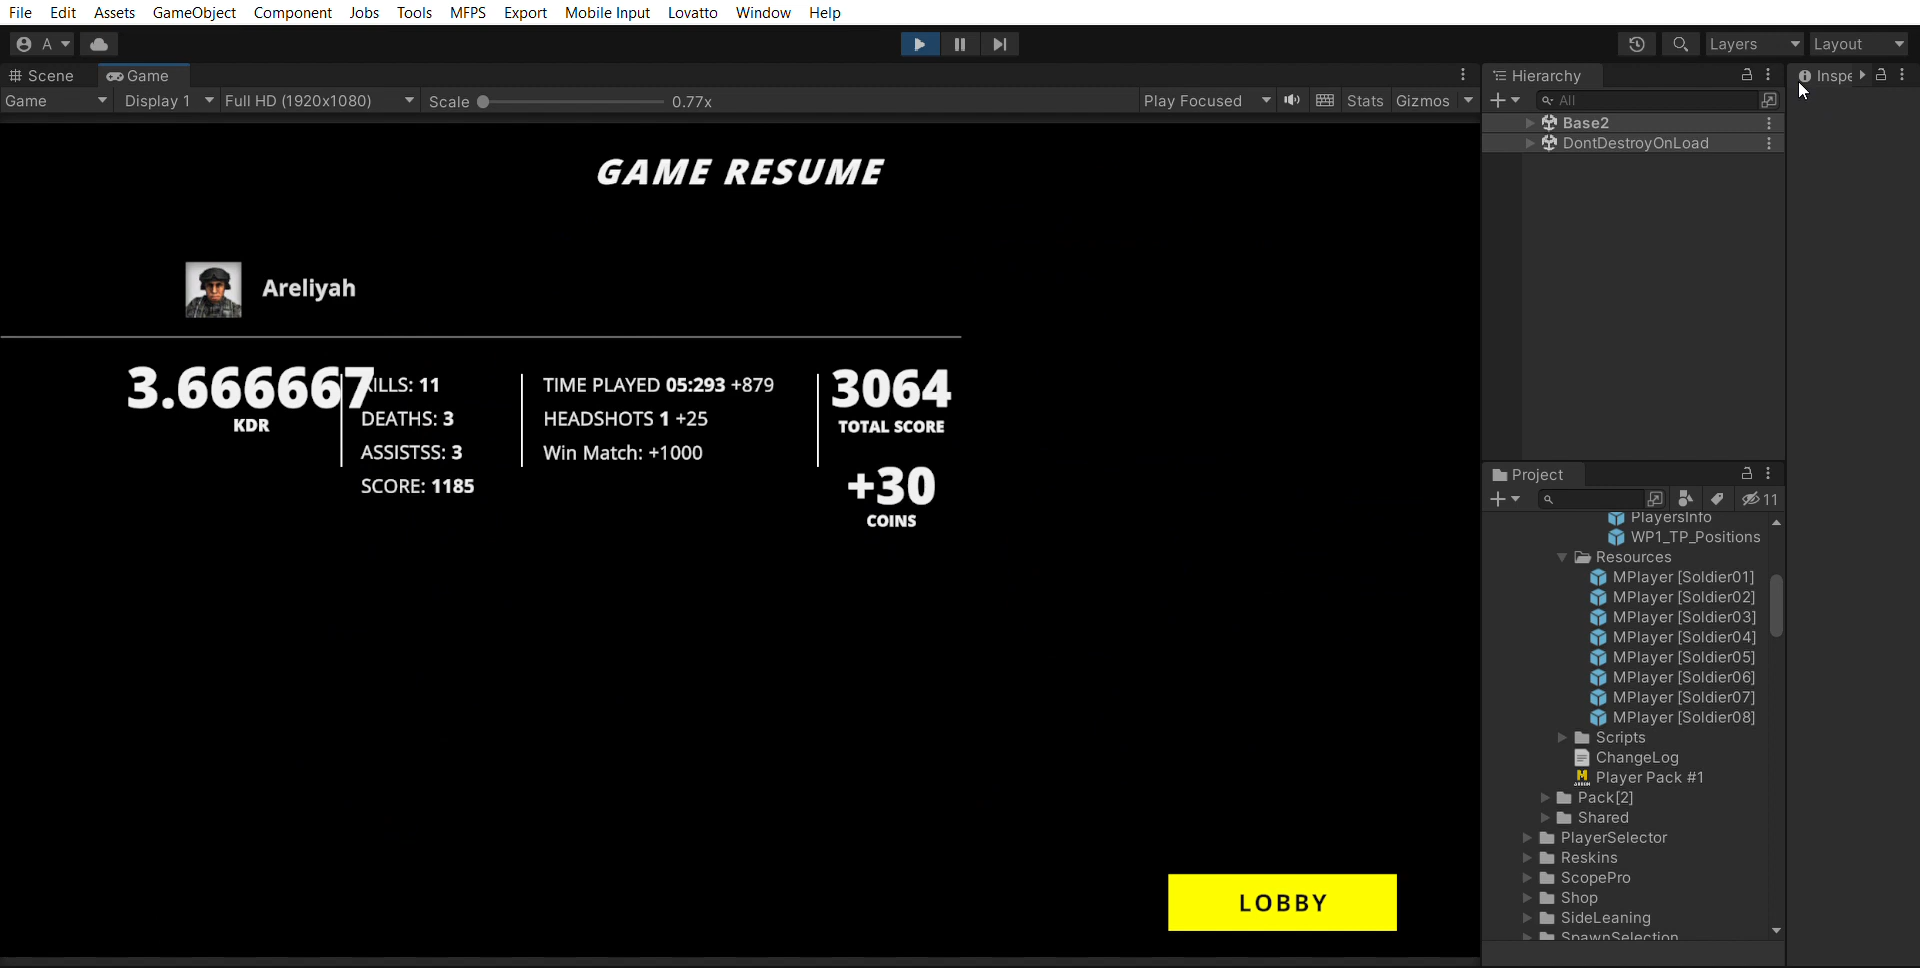 File Edit Assets GameObject Component Jobs Tools MFPS Export Mobile Input Lovatto Window Help
A
Layers
Layout
Scene
Game
Game
Display 1
Full HD (1920x1080)
Scale
0.77x
Play Focused
Stats
Gizmos
Hierarchy
All
Base2
DontDestroyOnLoad
Inspe
GAME RESUME
Areliyah
3.666667
KDR
KILLS: 11
DEATHS: 3
ASSISTSS: 3
SCORE: 1185
TIME PLAYED 05:293 +879
HEADSHOTS 1 +25
Win Match: +1000
3064
TOTAL SCORE
+30
COINS
LOBBY
Project
11
PlayersInfo
WP1_TP_Positions
Resources
MPlayer [Soldier01]
MPlayer [Soldier02]
MPlayer [Soldier03]
MPlayer [Soldier04]
MPlayer [Soldier05]
MPlayer [Soldier06]
MPlayer [Soldier07]
MPlayer [Soldier08]
Scripts
ChangeLog
Player Pack #1
Pack[2]
Shared
PlayerSelector
Reskins
ScopePro
Shop
SideLeaning
SpawnSelection